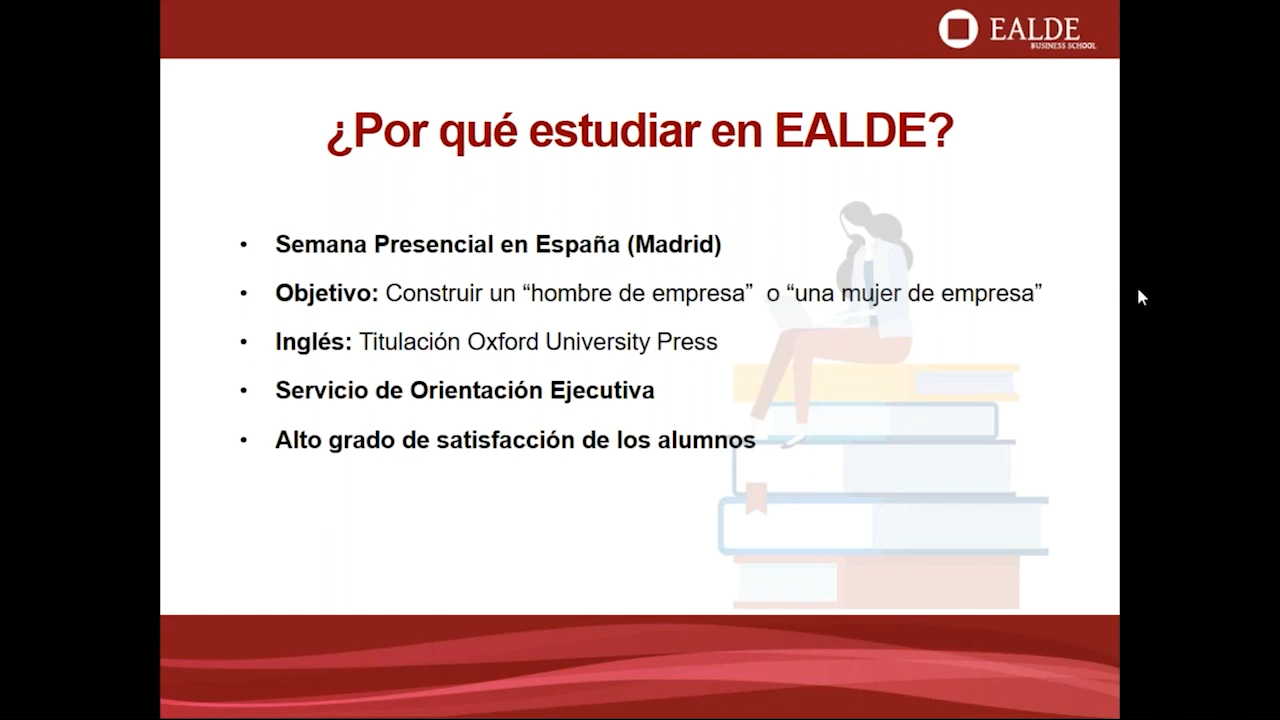 EALDE
BUSINESS SCHOOL
¿Por qué estudiar en EALDE?
• Semana Presencial en España (Madrid)
• Objetivo: Construir un “hombre de empresa”  o “una mujer de empresa”
• Inglés: Titulación Oxford University Press
• Servicio de Orientación Ejecutiva
• Alto grado de satisfacción de los alumnos